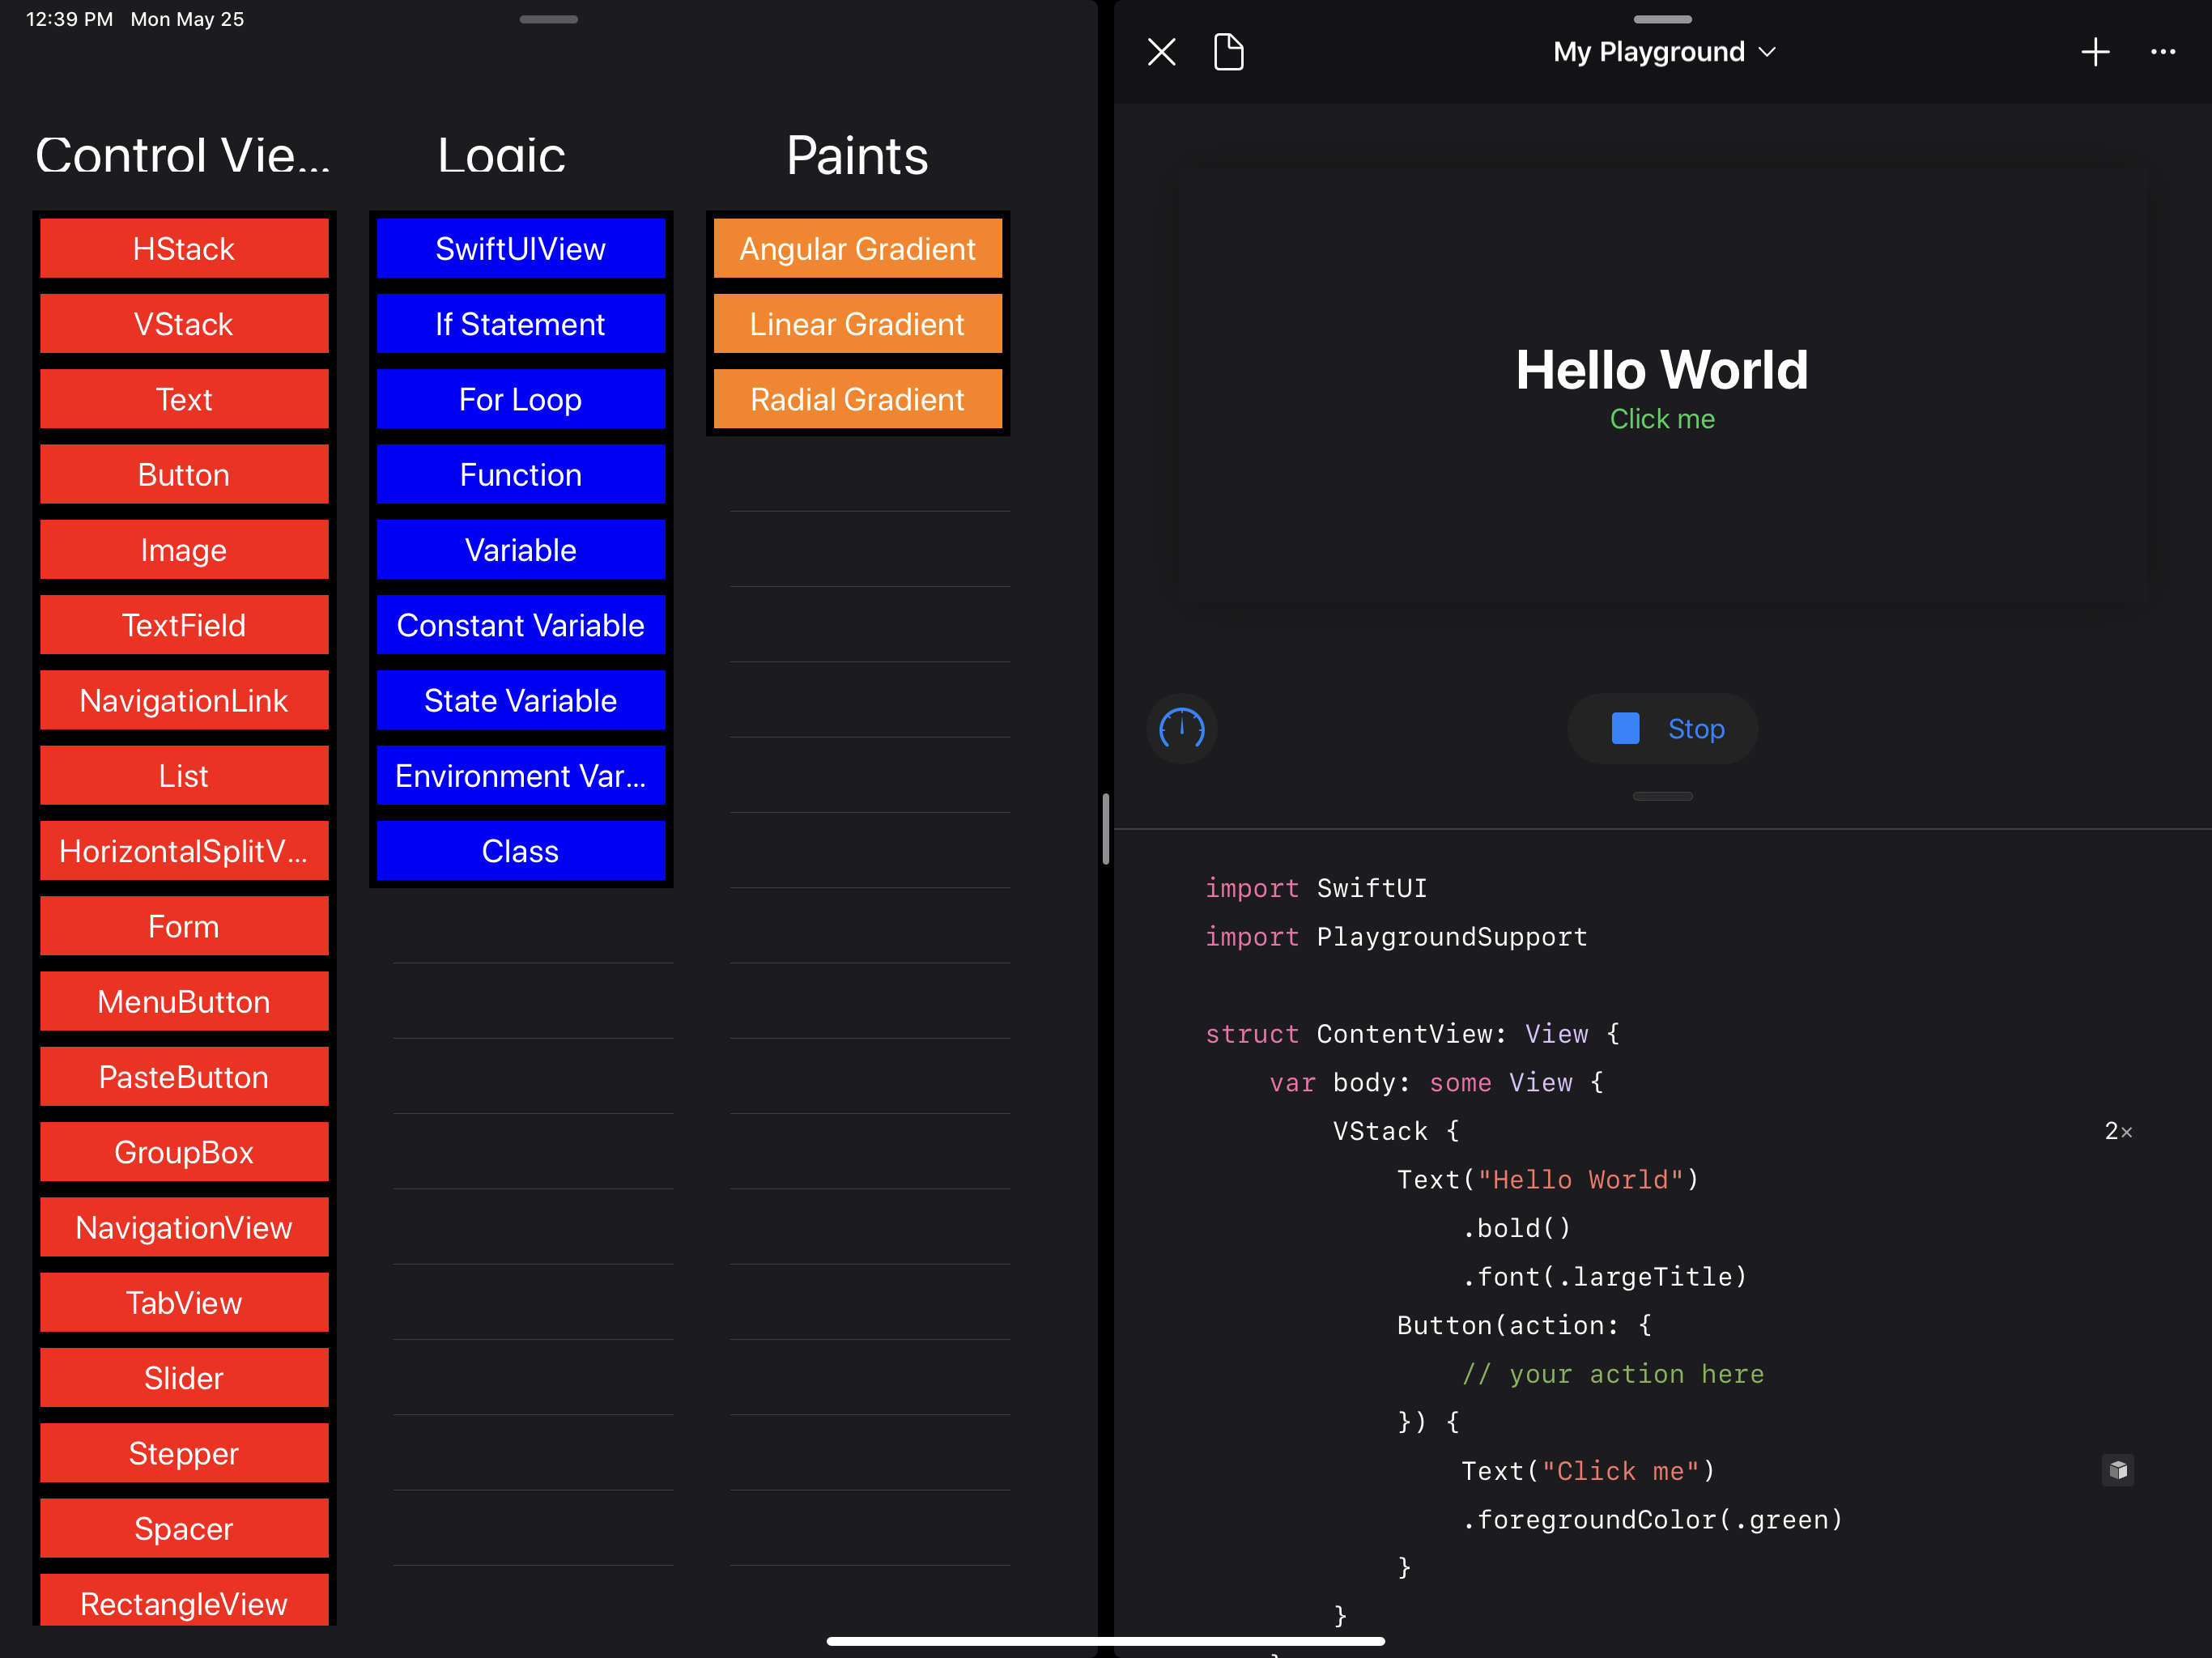 12:39 PM Mon May 25
Control Vie...
HStack
VStack
Text
Button
Image
TextField
NavigationLink
List
HorizontalSplitV...
Form
MenuButton
PasteButton
GroupBox
NavigationView
TabView
Slider
Stepper
Spacer
RectangleView
Logic
SwiftUIView
If Statement
For Loop
Function
Variable
Constant Variable
State Variable
Environment Var...
Class
Paints
Angular Gradient
Linear Gradient
Radial Gradient
My Playground
Hello World
Click me
Stop
import SwiftUI
import PlaygroundSupport
struct ContentView: View {
var body: some View {
VStack {
2×
Text("Hello World")
.bold()
.font(.largeTitle)
Button(action: {
// your action here
}) {
Text("Click me")
.foregroundColor(.green)
}
}